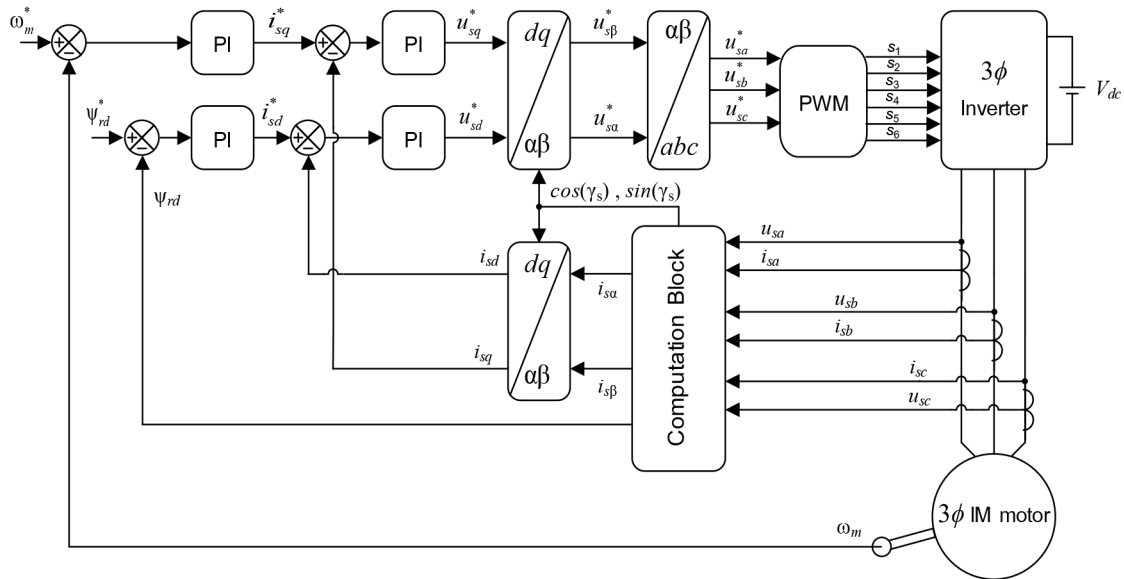 ω*m
PI
i*sq
PI
u*sq
dq
αβ
u*sβ
αβ
abc
u*sa
u*sb
u*sc
PWM
s1
s2
s3
s4
s5
s6
3ϕ
Inverter
Vdc
ψ*rd
PI
i*sd
PI
u*sd
u*sα
ψrd
cos(γs) , sin(γs)
isd
dq
αβ
isα
isq
isβ
Computation Block
usa
isa
usb
isb
isc
usc
3ϕ IM motor
ωm